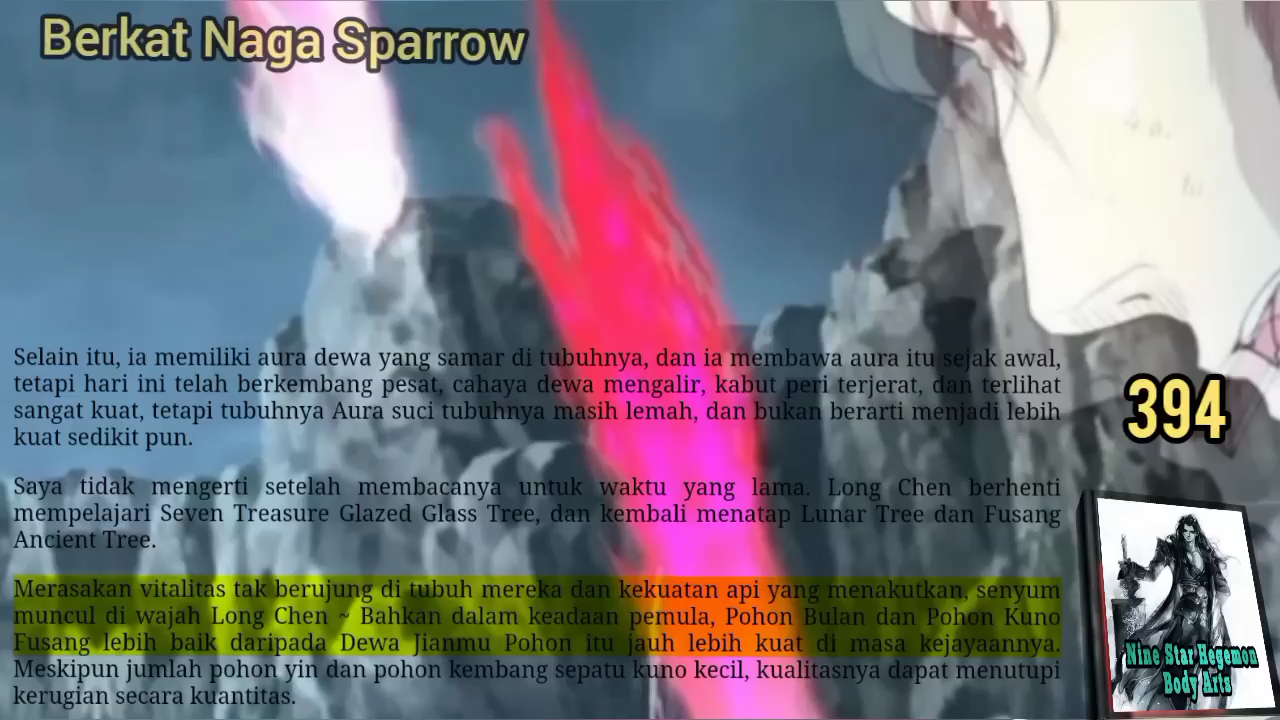 Berkat Naga Sparrow
Selain itu, ia memiliki aura dewa yang samar di tubuhnya, dan ia membawa aura itu sejak awal,
tetapi hari ini telah berkembang pesat, cahaya dewa mengalir, kabut peri terjerat, dan terlihat
sangat kuat, tetapi tubuhnya Aura suci tubuhnya masih lemah, dan bukan berarti menjadi lebih
kuat sedikit pun.
Saya tidak mengerti setelah membacanya untuk waktu yang lama. Long Chen berhenti
mempelajari Seven Treasure Glazed Glass Tree, dan kembali menatap Lunar Tree dan Fusang
Ancient Tree.
Merasakan vitalitas tak berujung di tubuh mereka dan kekuatan api yang menakutkan, senyum
muncul di wajah Long Chen ~ Bahkan dalam keadaan pemula, Pohon Bulan dan Pohon Kuno
Fusang lebih baik daripada Dewa Jianmu Pohon itu jauh lebih kuat di masa kejayaannya.
Meskipun jumlah pohon yin dan pohon kembang sepatu kuno kecil, kualitasnya dapat menutupi
kerugian secara kuantitas.
394
Nine Star Hegemon
Body Arts